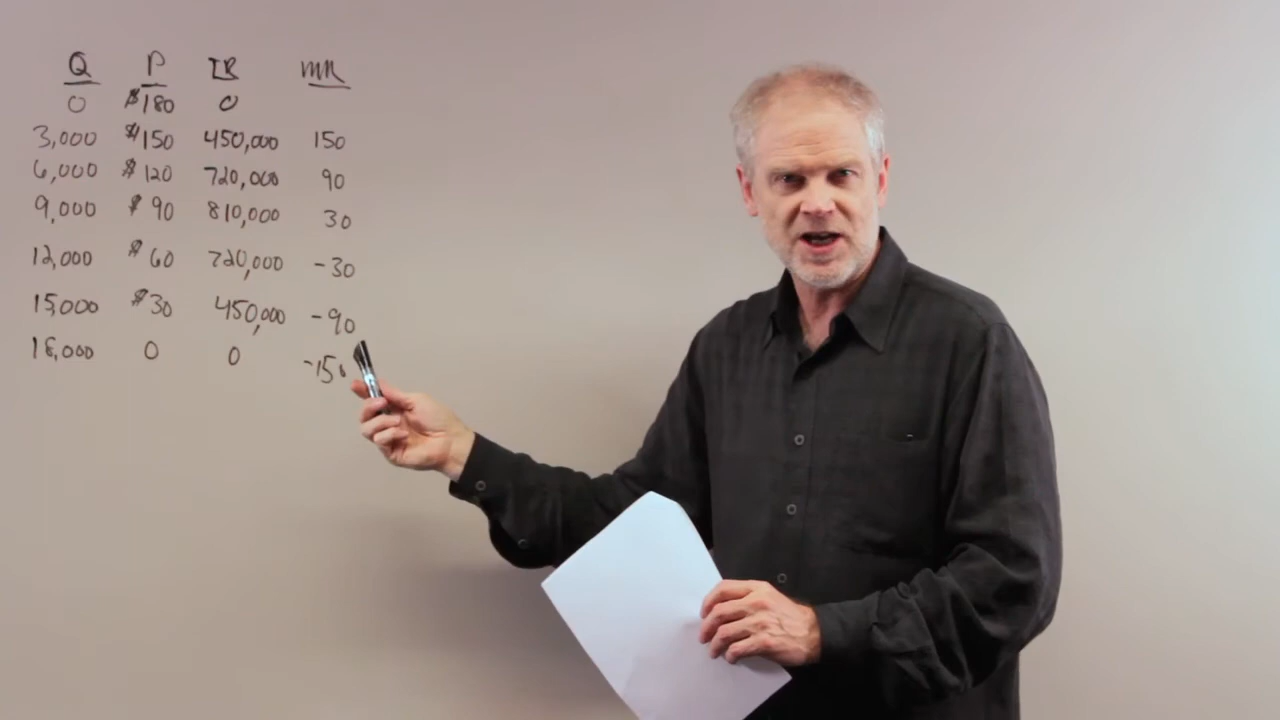 Q P TR MR
0 $180 0
3,000 $150 450,000 150
6,000 $120 720,000 90
9,000 $90 810,000 30
12,000 $60 720,000 -30
15,000 $30 450,000 -90
18,000 0 0 -150